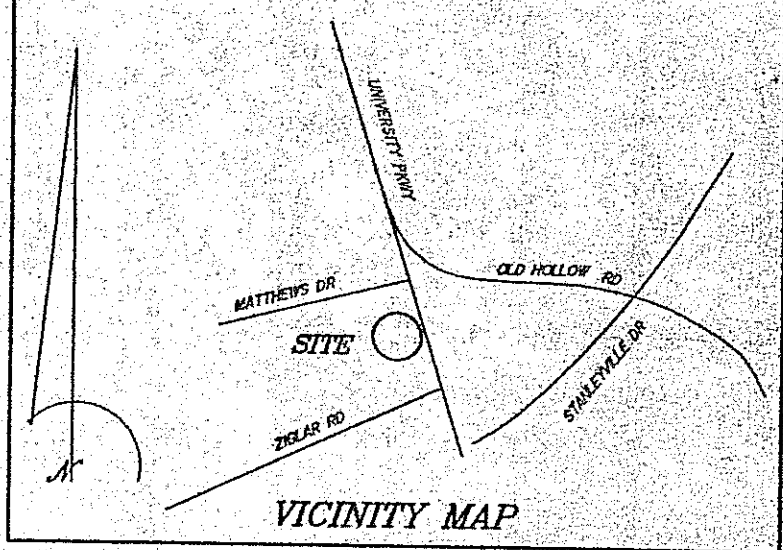 UNIVERSITY PKWY
OLD HOLLOW RD
MATTHEWS DR
SITE
STANLEYVILLE DR
ZIGLAR RD
N
VICINITY MAP